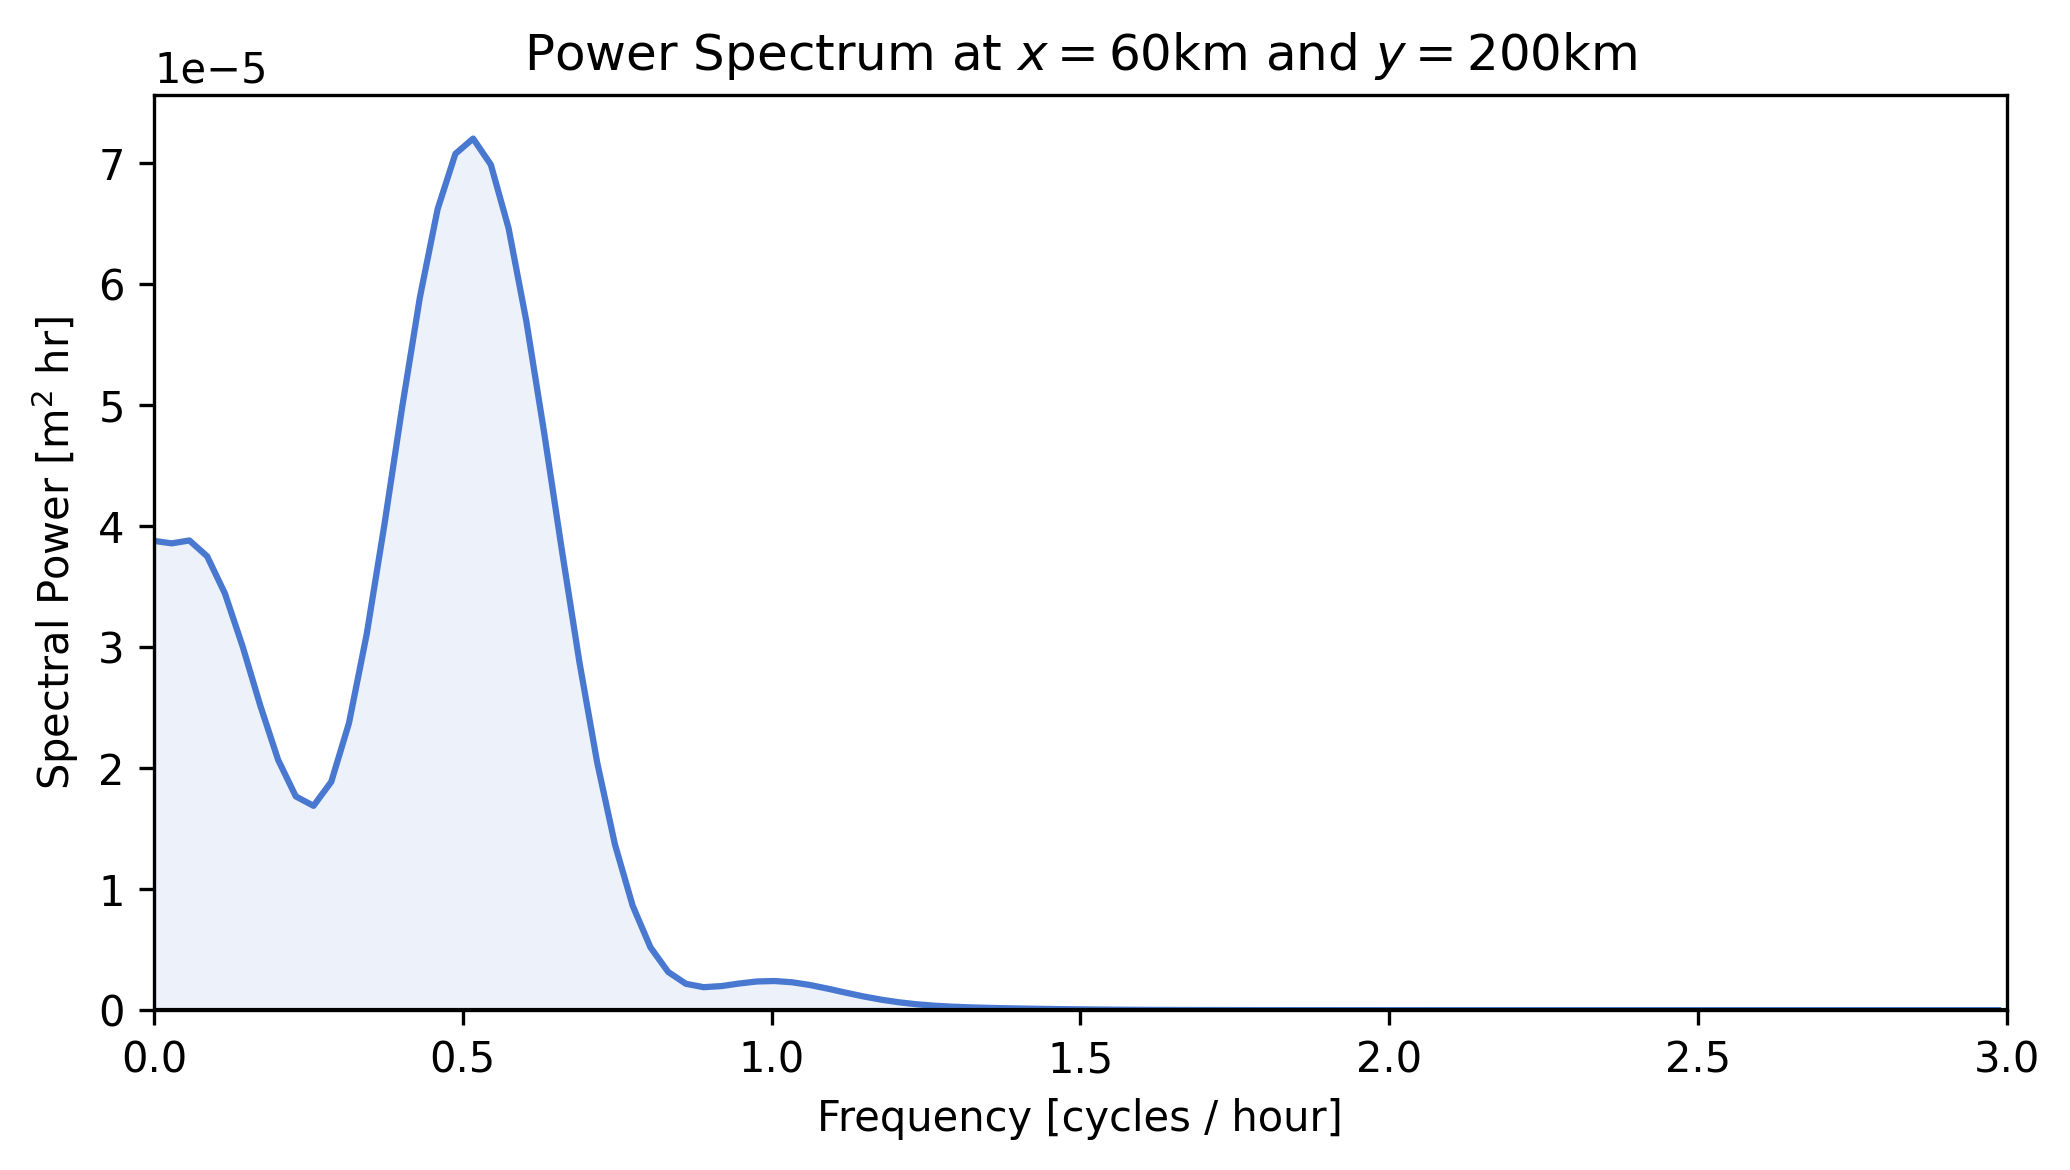 Power Spectrum at x = 60km and y = 200km
1e−5
7
6
5
4
3
2
1
0
Spectral Power [m² hr]
0.0 0.5 1.0 1.5 2.0 2.5 3.0
Frequency [cycles / hour]